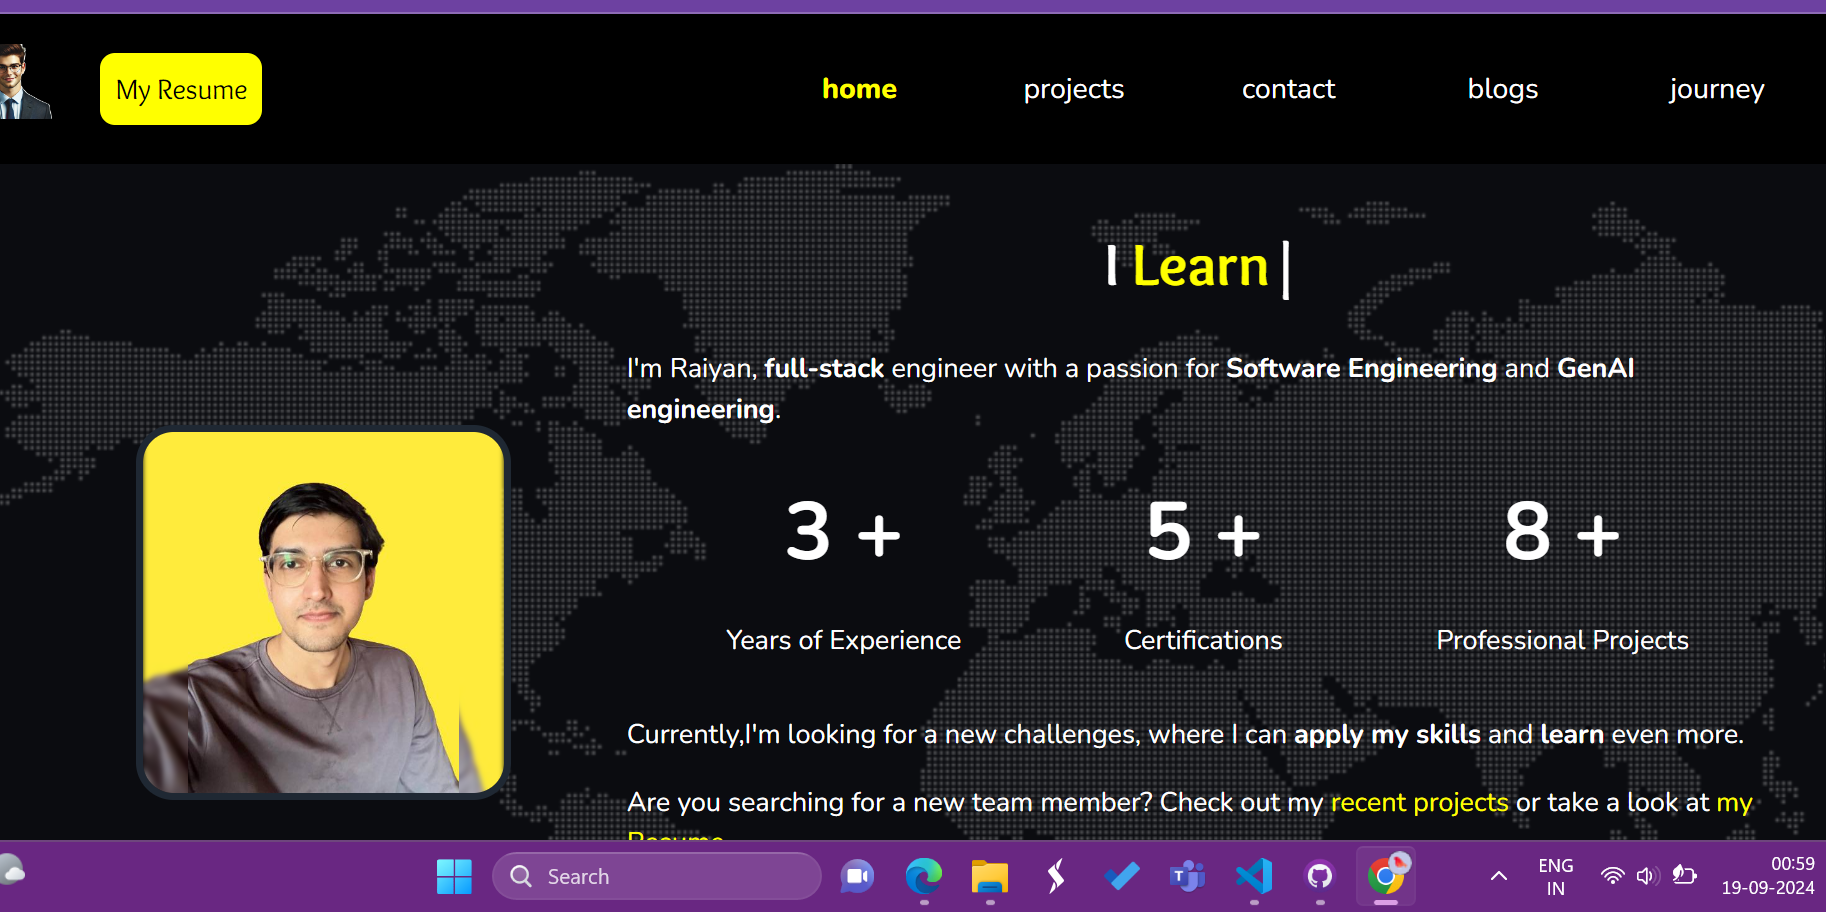 My Resume
home
projects
contact
blogs
journey
I Learn |
I'm Raiyan, full-stack engineer with a passion for Software Engineering and GenAI
engineering.
3 +
5 +
8 +
Years of Experience
Certifications
Professional Projects
Currently,I'm looking for a new challenges, where I can apply my skills and learn even more.
Are you searching for a new team member? Check out my recent projects or take a look at my
Resume
Search
ENG
IN
00:59
19-09-2024